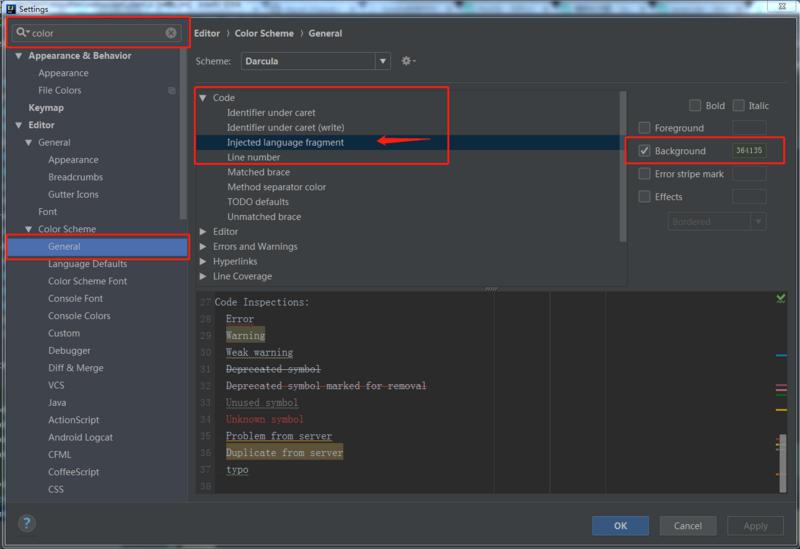 Settings
color
Appearance & Behavior
Appearance
File Colors
Keymap
Editor
General
Appearance
Breadcrumbs
Gutter Icons
Font
Color Scheme
General
Language Defaults
Color Scheme Font
Console Font
Console Colors
Custom
Debugger
Diff & Merge
VCS
Java
ActionScript
Android Logcat
CFML
CoffeeScript
CSS
Editor › Color Scheme › General
Scheme: Darcula
Code
Identifier under caret
Identifier under caret (write)
Injected language fragment
Line number
Matched brace
Method separator color
TODO defaults
Unmatched brace
Editor
Errors and Warnings
Hyperlinks
Line Coverage
Bold Italic
Foreground
Background 364135
Error stripe mark
Effects
Bordered
27 Code Inspections:
28 Error
29 Warning
30 Weak warning
31 Deprecated symbol
32 Deprecated symbol marked for removal
33 Unused symbol
34 Unknown symbol
35 Problem from server
36 Duplicate from server
37 typo
38
? OK Cancel Apply